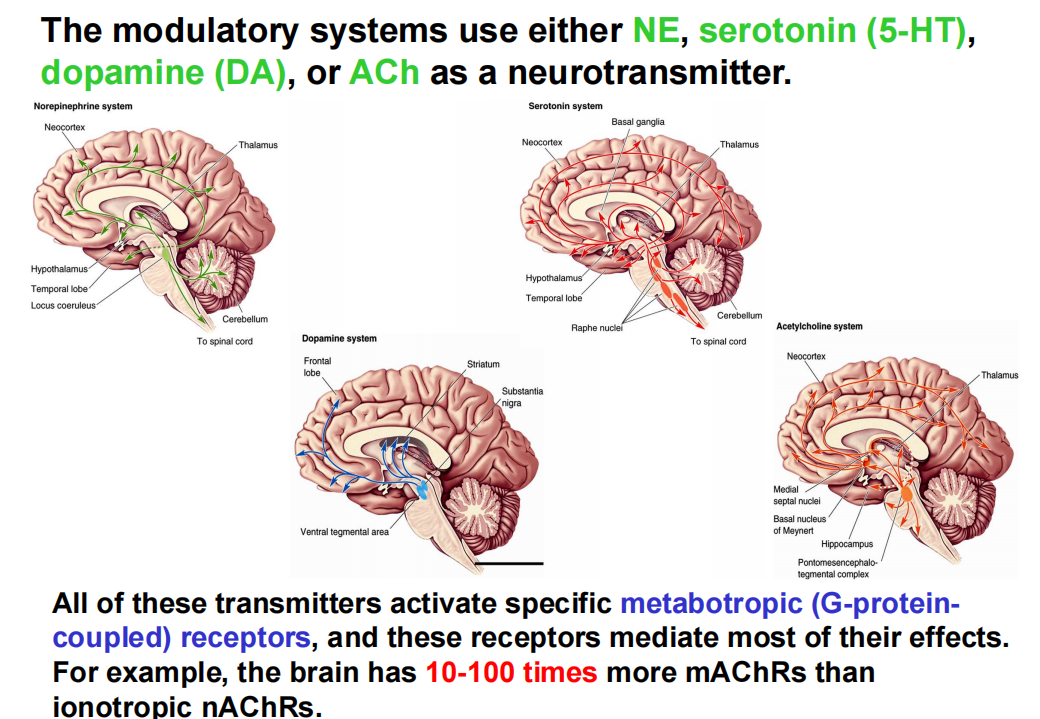 The modulatory systems use either NE, serotonin (5-HT),
dopamine (DA), or ACh as a neurotransmitter.
Norepinephrine system
Neocortex
Thalamus
Hypothalamus
Temporal lobe
Locus coeruleus
Cerebellum
To spinal cord
Serotonin system
Basal ganglia
Neocortex
Thalamus
Hypothalamus
Temporal lobe
Raphe nuclei
Cerebellum
To spinal cord
Dopamine system
Frontal
lobe
Striatum
Substantia
nigra
Ventral tegmental area
Acetylcholine system
Neocortex
Thalamus
Medial
septal nuclei
Basal nucleus
of Meynert
Hippocampus
Pontomesencephalo-
tegmental complex
All of these transmitters activate specific metabotropic (G-protein-
coupled) receptors, and these receptors mediate most of their effects.
For example, the brain has 10-100 times more mAChRs than
ionotropic nAChRs.